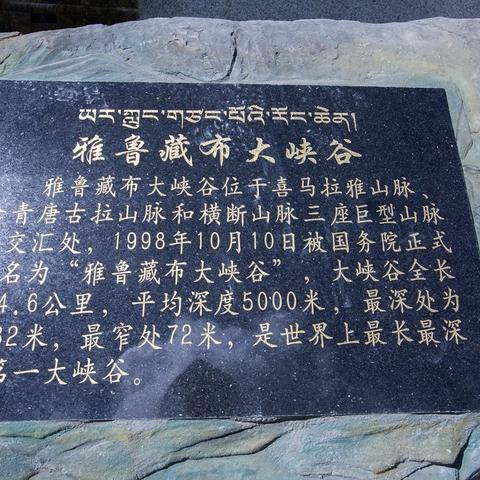 ཡར་ཀླུང་གཙང་པོའི་རོང་ཆེན།
雅鲁藏布大峡谷
雅鲁藏布大峡谷位于喜马拉雅山脉、
青唐古拉山脉和横断山脉三座巨型山脉
交汇处，1998年10月10日被国务院正式
名为“雅鲁藏布大峡谷”，大峡谷全长
4.6公里，平均深度5000米，最深处为
82米，最窄处72米，是世界上最长最深
第一大峡谷。